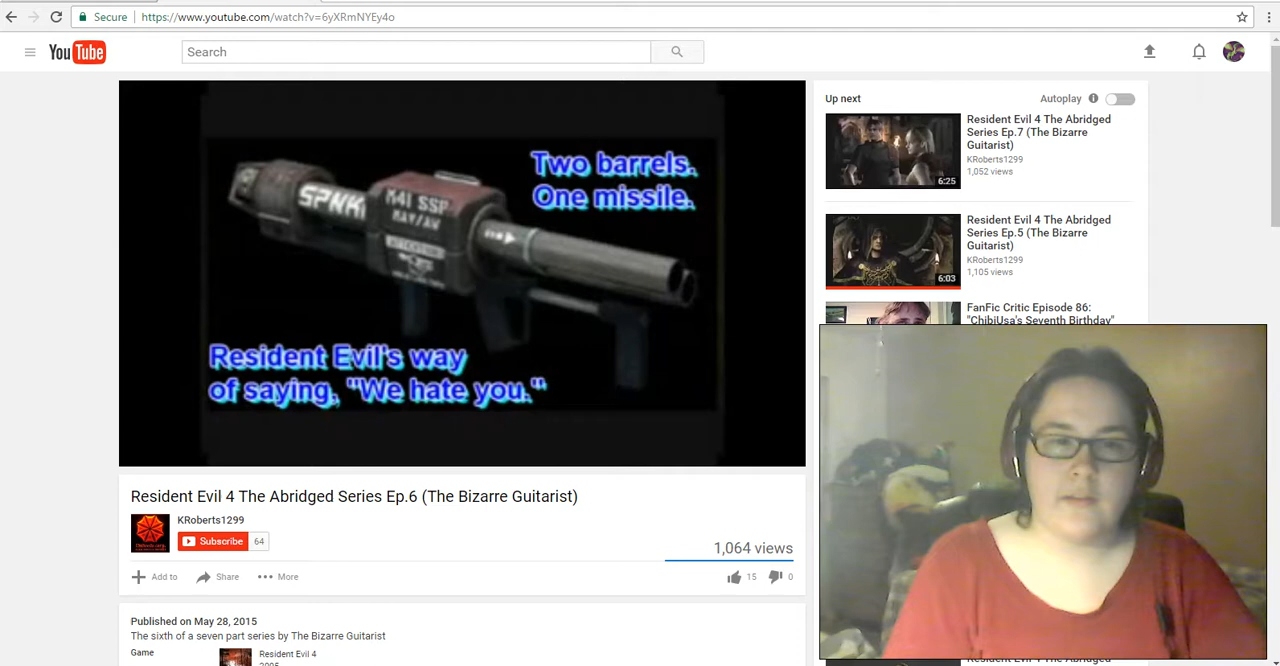 Secure https://www.youtube.com/watch?v=6yXRmNYEy4o
YouTube
Search
Two barrels.
One missile.
SPNKR
M41 SSR
MAV/AW
Resident Evil's way
of saying, "We hate you."
Resident Evil 4 The Abridged Series Ep.6 (The Bizarre Guitarist)
KRoberts1299
Subscribe 64
1,064 views
Add to Share More 15 0
Published on May 28, 2015
The sixth of a seven part series by The Bizarre Guitarist
Game
Resident Evil 4
2005
Up next
Autoplay
Resident Evil 4 The Abridged
Series Ep.7 (The Bizarre
Guitarist)
KRoberts1299
1,052 views
6:25
Resident Evil 4 The Abridged
Series Ep.5 (The Bizarre
Guitarist)
KRoberts1299
1,105 views
6:03
FanFic Critic Episode 86:
"ChibiUsa's Seventh Birthday"